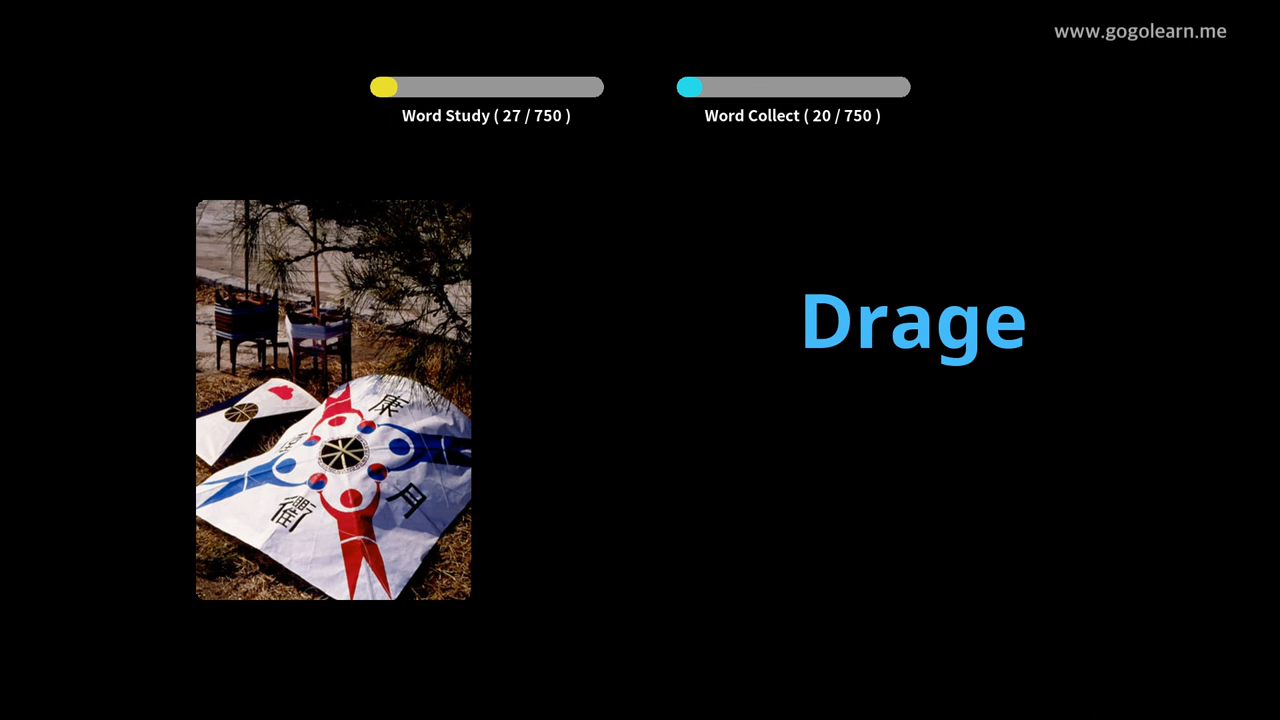 www.gogolearn.me
Word Study ( 27 / 750 )
Word Collect ( 20 / 750 )
Drage
康
月
衛